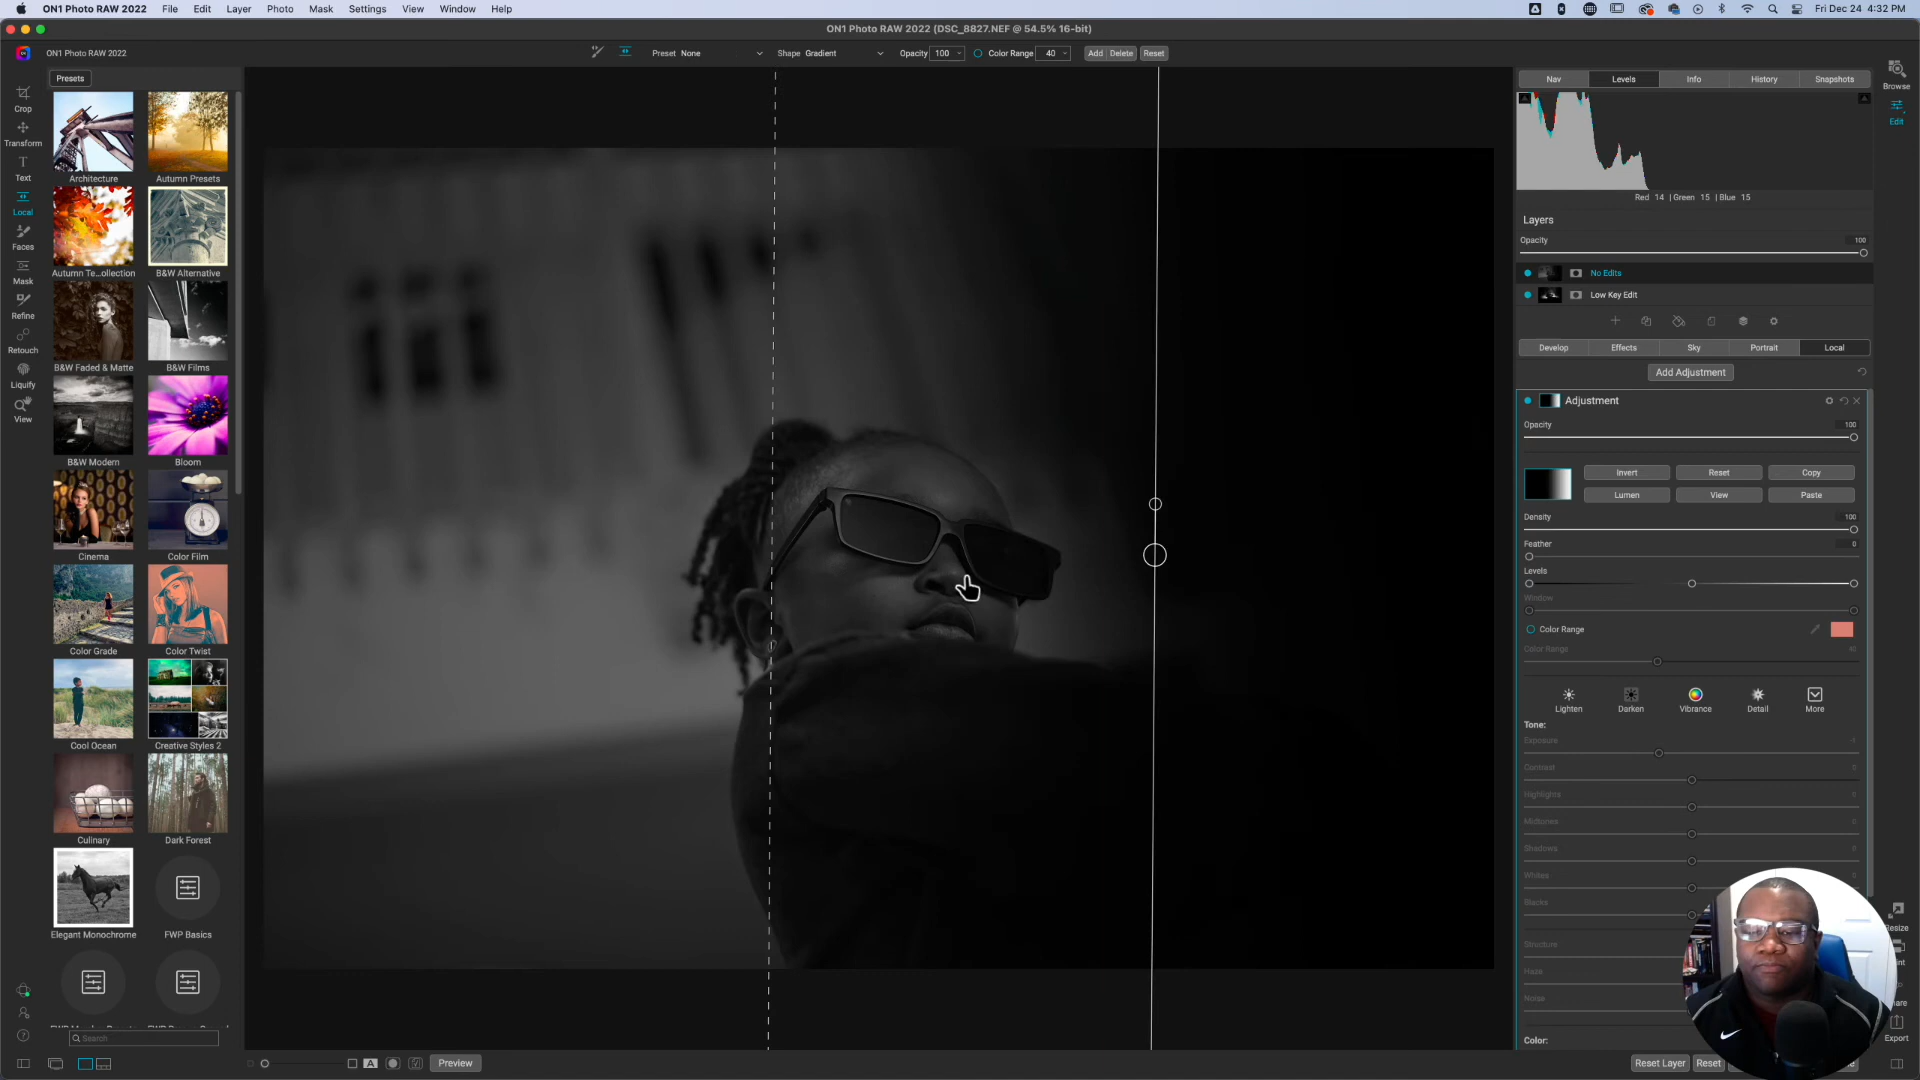 ON1 Photo RAW 2022 File Edit Layer Photo Mask Settings View Window Help Fri Dec 24 4:32 PM
ON1 Photo RAW 2022 (DSC_8827.NEF @ 54.5% 16-bit)
ON1 Photo RAW 2022 Preset None Shape Gradient Opacity 100 Color Range 40 Add Delete Reset
Presets
Crop
Transform
Text
Local
Faces
Mask
Refine
Retouch
Liquify
View
Architecture Autumn Presets
Autumn Te...ollection B&W Alternative
B&W Faded & Matte B&W Films
B&W Modern Bloom
Cinema Color Film
Color Grade Color Twist
Cool Ocean Creative Styles 2
Culinary Dark Forest
Elegant Monochrome FWP Basics
Search
A Preview
Nav Levels Info History Snapshots
Browse
Edit
Red 14 | Green 15 | Blue 15
Layers
Opacity 100
No Edits
Low Key Edit
Develop Effects Sky Portrait Local
Add Adjustment
Adjustment
Opacity 100
Invert Reset Copy
Lumen View Paste
Density 100
Feather 0
Levels
Window
Color Range
Color Range 40
Lighten Darken Vibrance Detail More
Tone:
Exposure -1
Contrast 0
Highlights 0
Midtones 0
Shadows 0
Whites 0
Blacks
Structure
Haze
Noise
Color:
Export
Reset Layer Reset